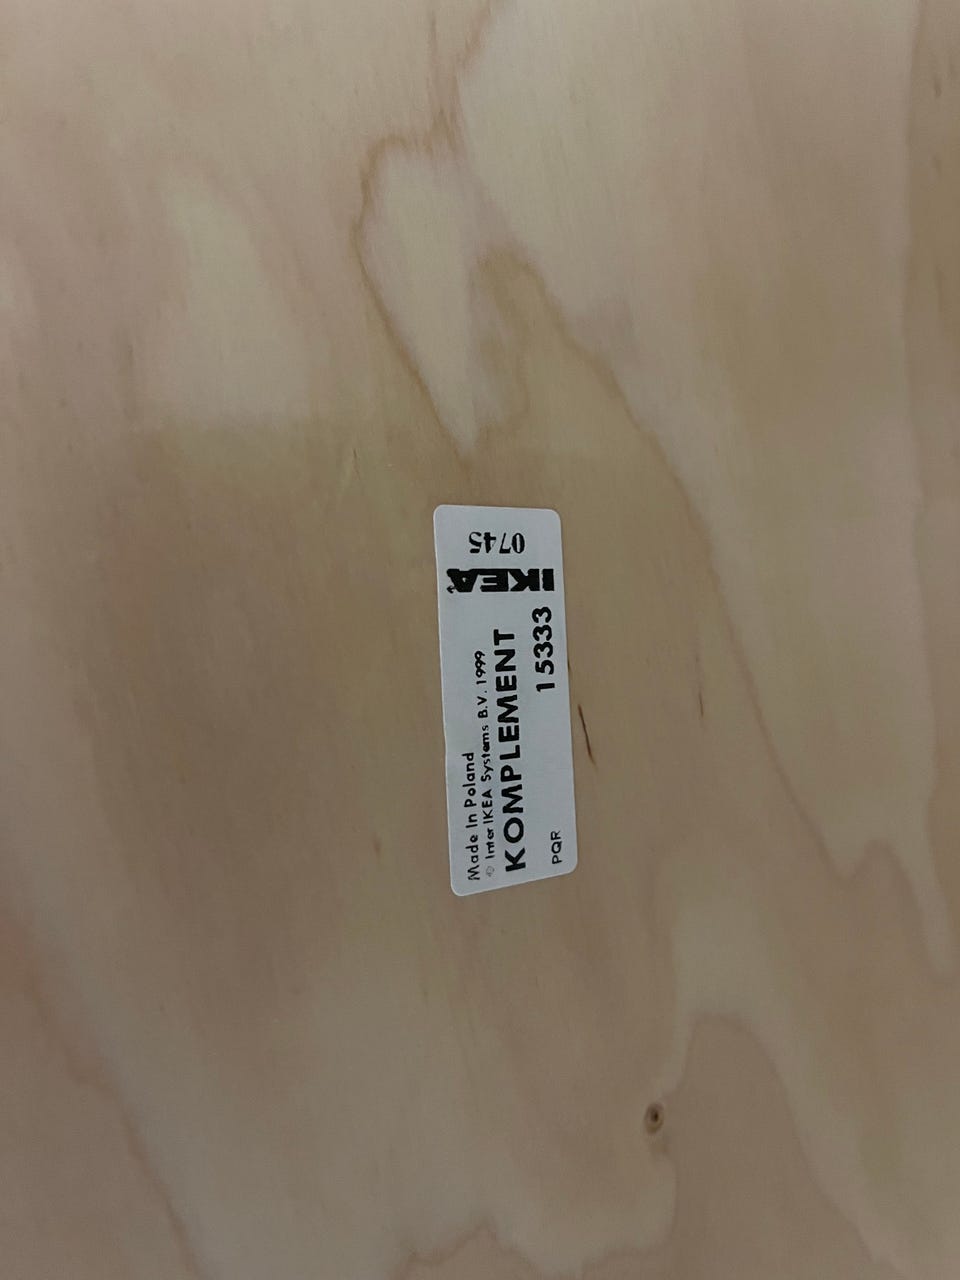 Made in Poland
© Inter IKEA Systems B.V. 1999
KOMPLEMENT
15333
PQR
IKEA
0745